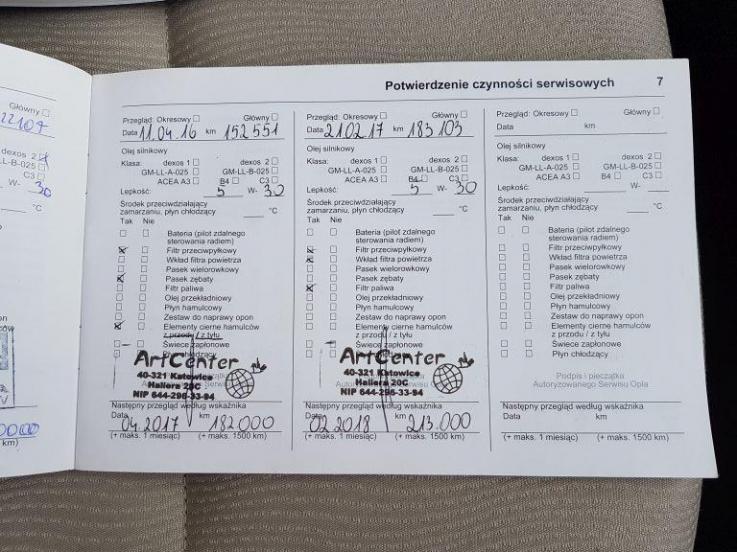 Potwierdzenie czynności serwisowych 7
Główny
22104
dexos 2
LL-B-025
C3
W- 30
°C
Przegląd: Okresowy Główny
Data 11.04.16 km 152551
Olej silnikowy
Klasa: dexos 1 dexos 2
GM-LL-A-025 GM-LL-B-025
ACEA A3 B4 C3
Lepkość: 5 W- 30
Środek przeciwdziałający
zamarzaniu, płyn chłodzący °C
Tak Nie
Bateria (pilot zdalnego
sterowania radiem)
Filtr przeciwpyłkowy
Wkład filtra powietrza
Pasek wielorowkowy
Pasek zębaty
Filtr paliwa
Olej przekładniowy
Płyn hamulcowy
Zestaw do naprawy opon
Elementy cierne hamulców
z przodu / z tyłu
Świece zapłonowe
Płyn chłodzący
ArtCenter
40-321 Katowice
Hallera 20C
NIP 644-296-33-94
Następny przegląd według wskaźnika
Data 04.2017 km 182.000
(+ maks. 1 miesiąc) (+ maks. 1500 km)
Przegląd: Okresowy Główny
Data 21.02.17 km 183103
Olej silnikowy
Klasa: dexos 1 dexos 2
GM-LL-A-025 GM-LL-B-025
ACEA A3 B4 C3
Lepkość: 5 W- 30
Środek przeciwdziałający
zamarzaniu, płyn chłodzący °C
Tak Nie
Bateria (pilot zdalnego
sterowania radiem)
Filtr przeciwpyłkowy
Wkład filtra powietrza
Pasek wielorowkowy
Pasek zębaty
Filtr paliwa
Olej przekładniowy
Płyn hamulcowy
Zestaw do naprawy opon
Elementy cierne hamulców
z przodu / z tyłu
Świece zapłonowe
Płyn chłodzący
ArtCenter
40-321 Katowice
Hallera 20C
NIP 644-296-33-94
Następny przegląd według wskaźnika
Data 02.2018 km 213.000
(+ maks. 1 miesiąc) (+ maks. 1500 km)
Przegląd: Okresowy Główny
Data km
Olej silnikowy
Klasa: dexos 1 dexos 2
GM-LL-A-025 GM-LL-B-025
ACEA A3 B4 C3
Lepkość: W-
Środek przeciwdziałający
zamarzaniu, płyn chłodzący °C
Tak Nie
Bateria (pilot zdalnego
sterowania radiem)
Filtr przeciwpyłkowy
Wkład filtra powietrza
Pasek wielorowkowy
Pasek zębaty
Filtr paliwa
Olej przekładniowy
Płyn hamulcowy
Zestaw do naprawy opon
Elementy cierne hamulców
z przodu / z tyłu
Świece zapłonowe
Płyn chłodzący
Podpis i pieczątka
Autoryzowanego Serwisu Opla
Następny przegląd według wskaźnika
Data km
(+ maks. 1 miesiąc) (+ maks. 1500 km)